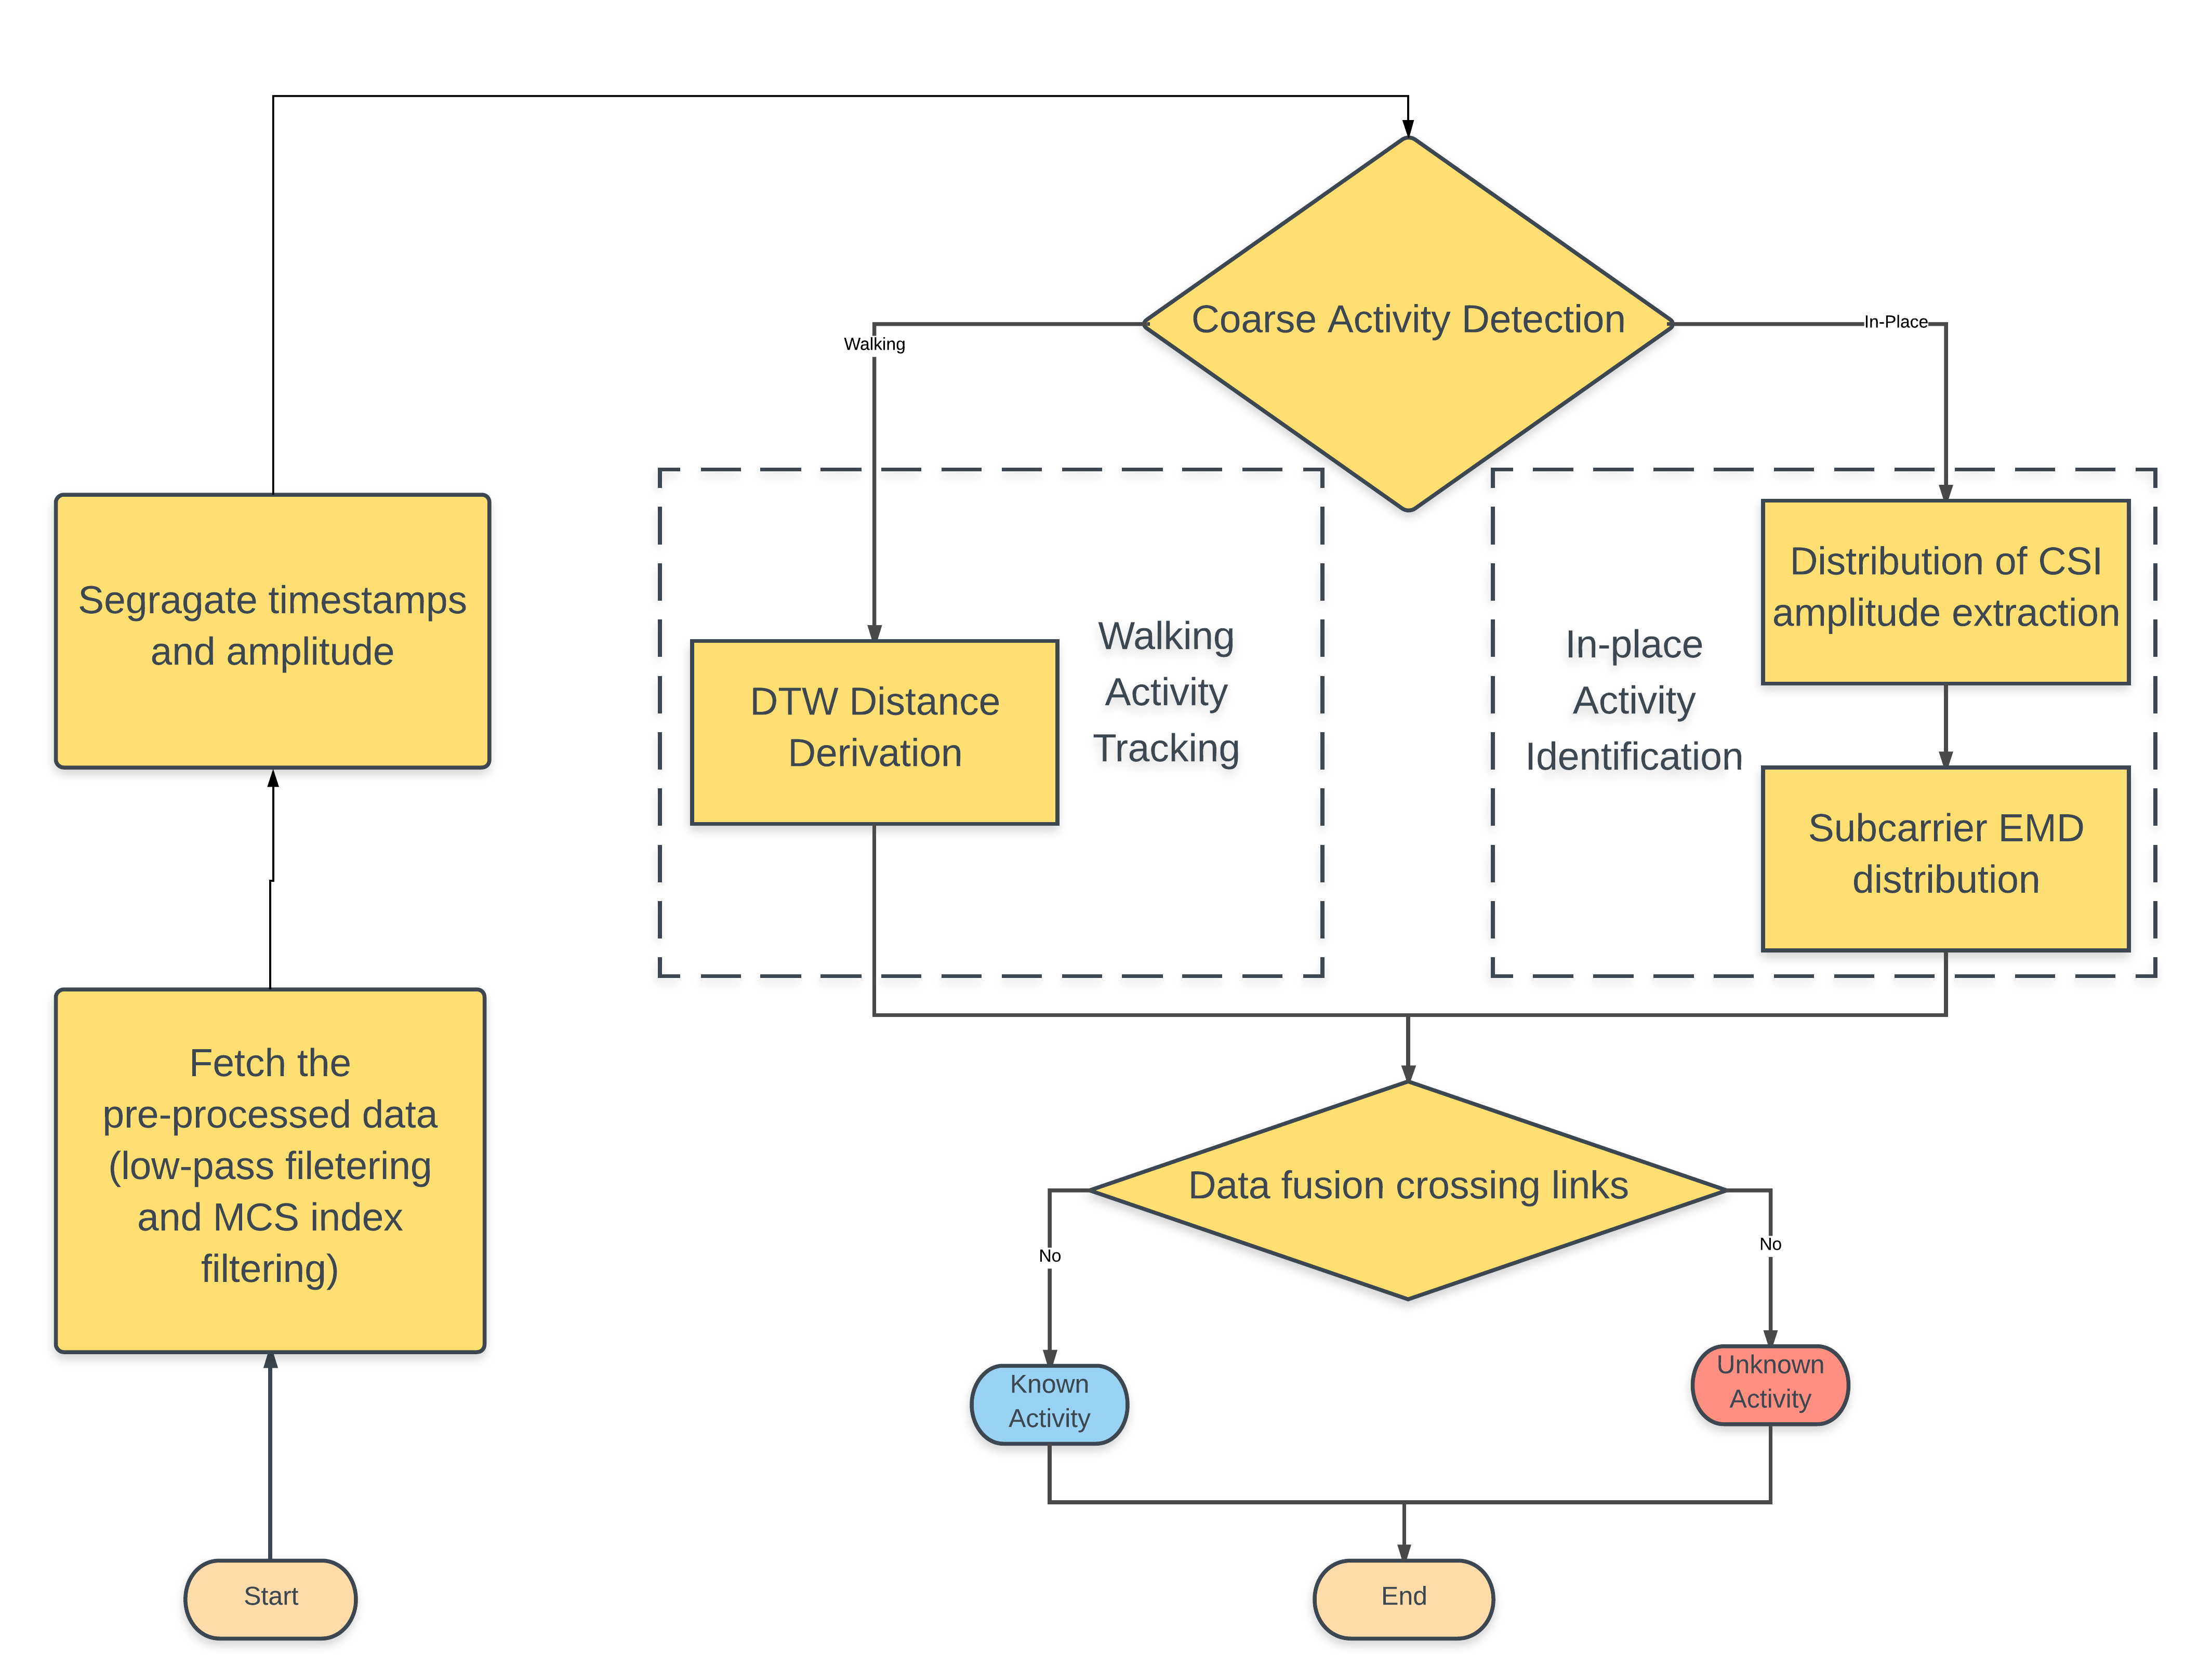 Coarse Activity Detection
Walking
In-Place
Segragate timestamps
and amplitude
DTW Distance
Derivation
Walking
Activity
Tracking
In-place
Activity
Identification
Distribution of CSI
amplitude extraction
Subcarrier EMD
distribution
Fetch the
pre-processed data
(low-pass filetering
and MCS index
filtering)
Data fusion crossing links
No
No
Known
Activity
Unknown
Activity
Start
End